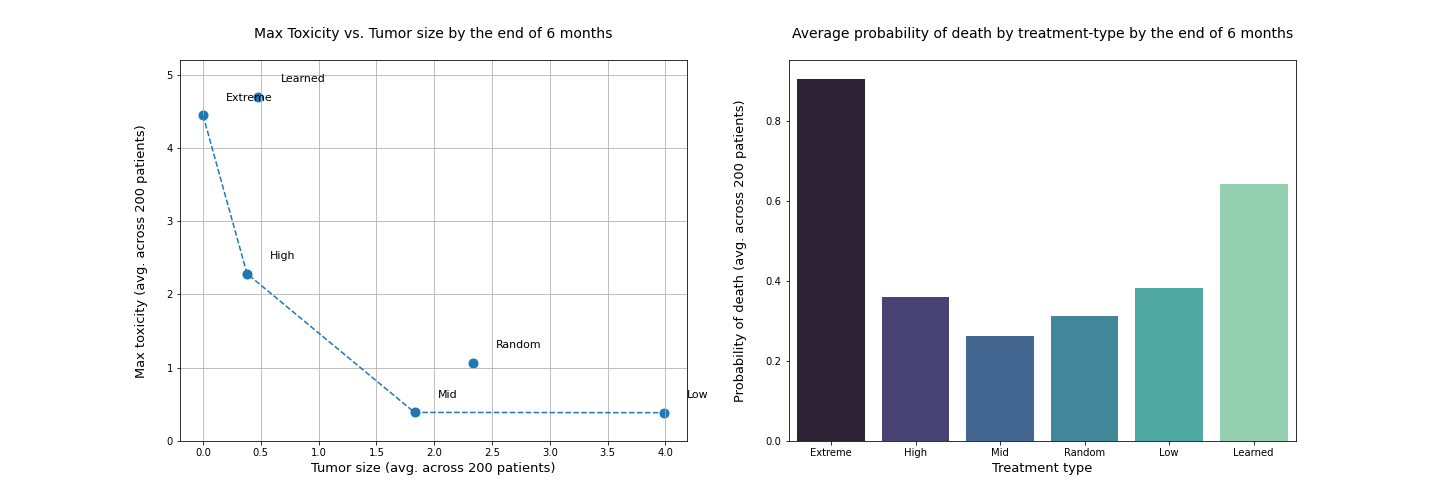 Max Toxicity vs. Tumor size by the end of 6 months
Max toxicity (avg. across 200 patients)
5
4
3
2
1
0
Learned
Extreme
High
Random
Mid
Low
0.0 0.5 1.0 1.5 2.0 2.5 3.0 3.5 4.0
Tumor size (avg. across 200 patients)
Average probability of death by treatment-type by the end of 6 months
Probability of death (avg. across 200 patients)
0.8
0.6
0.4
0.2
0.0
Extreme High Mid Random Low Learned
Treatment type